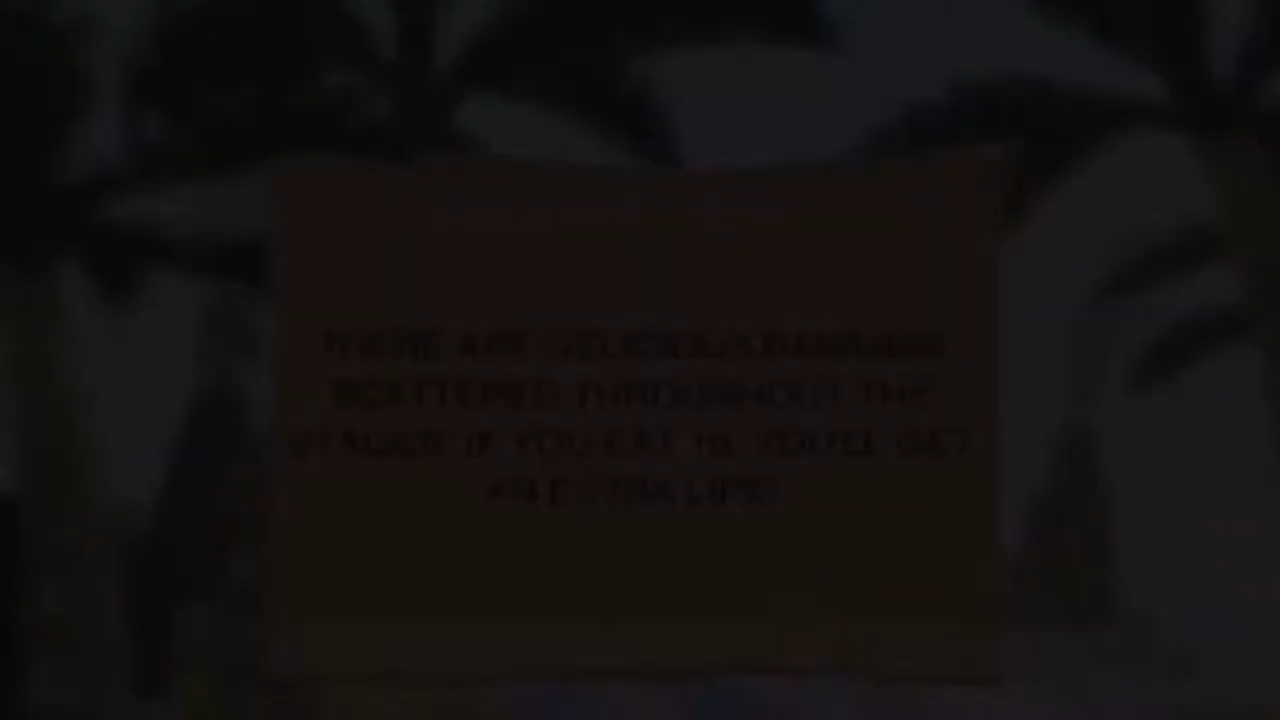 THERE ARE DELICIOUS BANANAS
SCATTERED THROUGHOUT THE
STAGES! IF YOU EAT 10, YOU'LL GET
AN EXTRA LIFE!